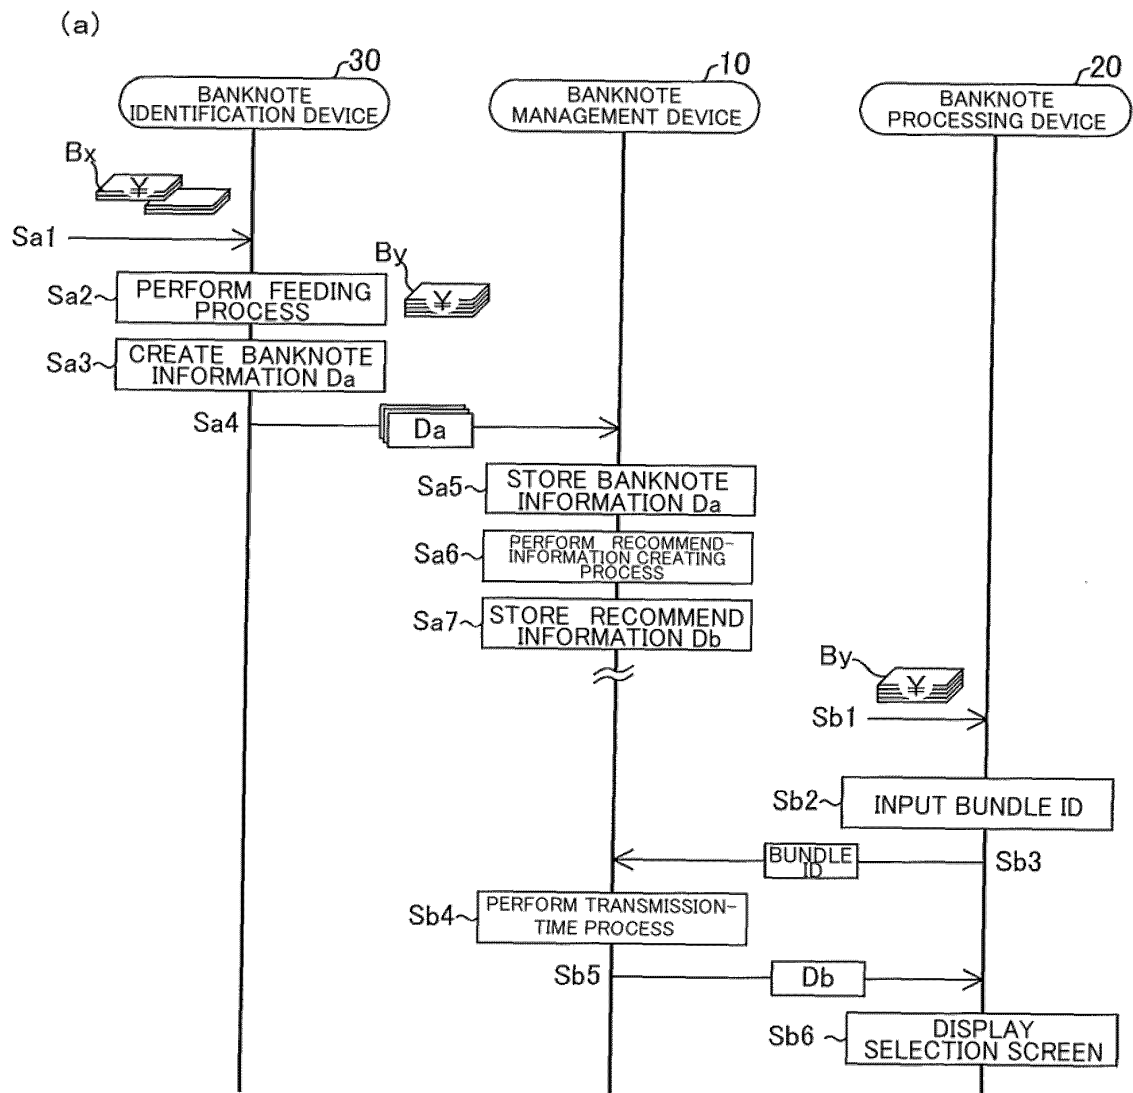 (a)
30
10
20
BANKNOTE
IDENTIFICATION DEVICE
BANKNOTE
MANAGEMENT DEVICE
BANKNOTE
PROCESSING DEVICE
Bx
¥
Sa1
By
¥
Sa2
PERFORM FEEDING
PROCESS
Sa3
CREATE BANKNOTE
INFORMATION Da
Sa4
Da
Sa5
STORE BANKNOTE
INFORMATION Da
Sa6
PERFORM RECOMMEND-
INFORMATION CREATING
PROCESS
Sa7
STORE RECOMMEND
INFORMATION Db
By
¥
Sb1
Sb2
INPUT BUNDLE ID
BUNDLE
ID
Sb3
Sb4
PERFORM TRANSMISSION-
TIME PROCESS
Sb5
Db
Sb6
DISPLAY
SELECTION SCREEN